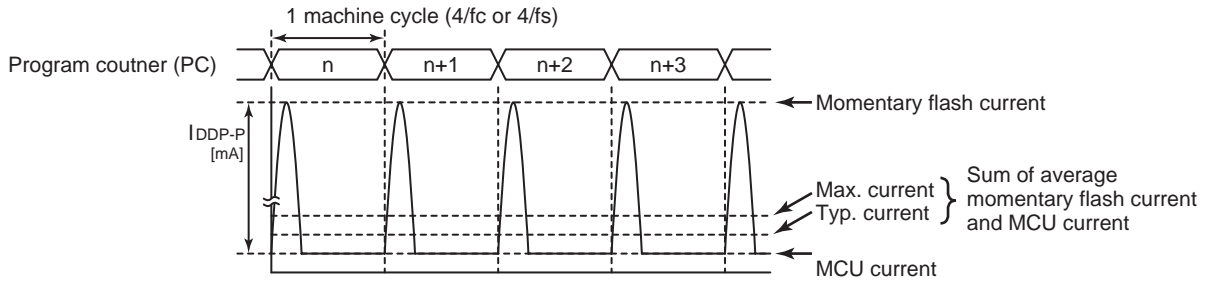 1 machine cycle (4/fc or 4/fs)
Program coutner (PC)
n
n+1
n+2
n+3
Momentary flash current
IDDP-P
[mA]
Max. current
Typ. current
Sum of average
momentary flash current
and MCU current
MCU current